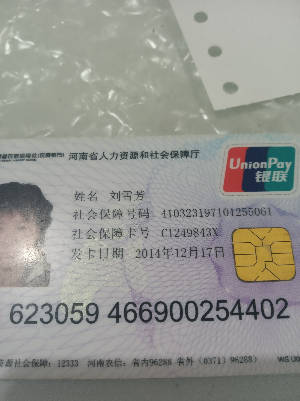 河南省人力资源和社会保障厅
UnionPay
银联
姓名 刘雪芳
社会保障号码 410323197101255061
社会保障卡号 C1249843X
发卡日期 2014年12月17日
623059 466900254402
社会保障: 12333 河南农信: 省内96288 省外 (0371) 96288)